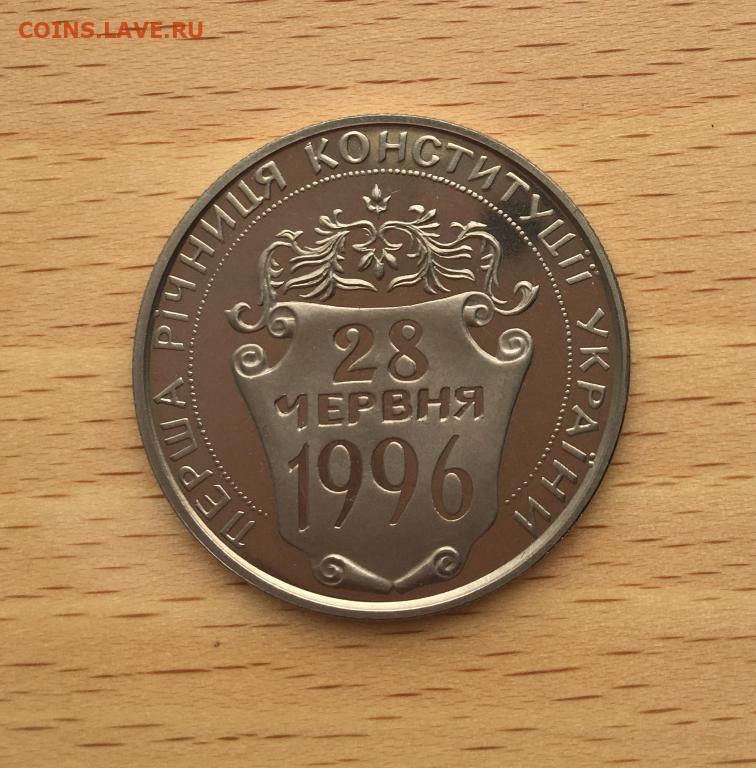 COINS.LAVE.RU
ПЕРША РІЧНИЦЯ КОНСТИТУЦІЇ УКРАЇНИ
28
ЧЕРВНЯ
1996